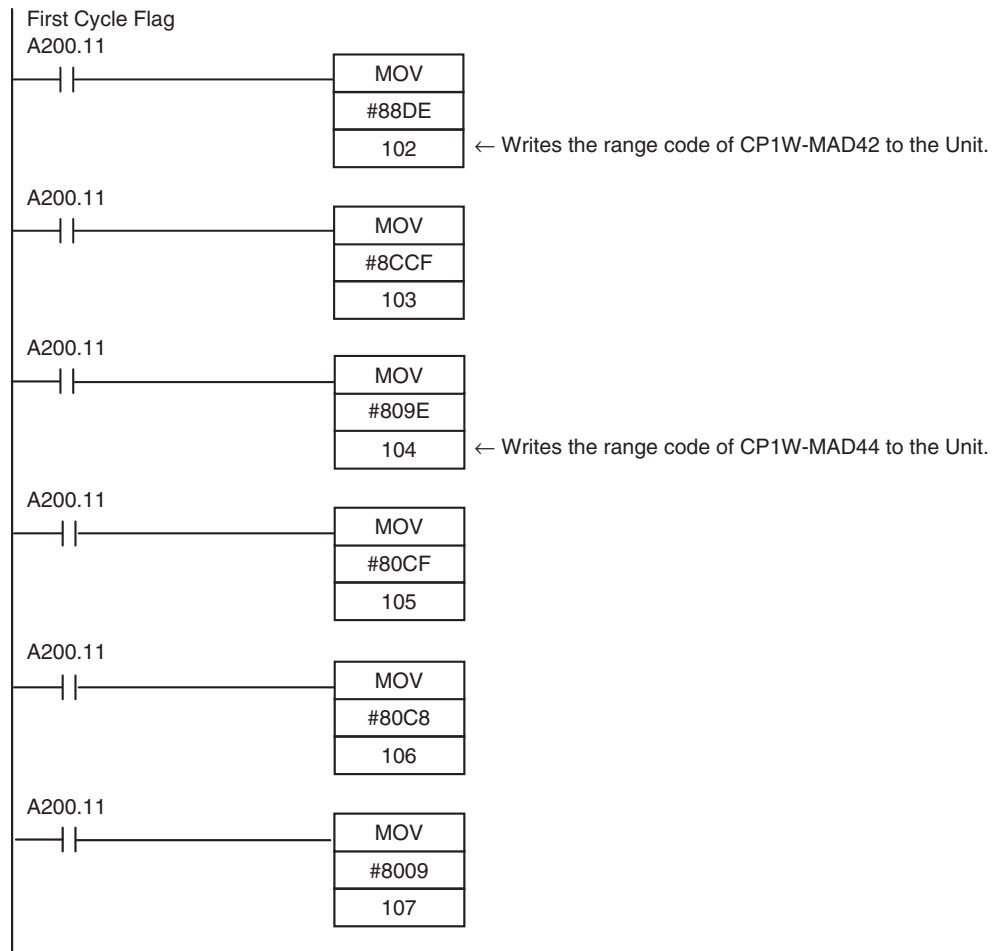 First Cycle Flag
A200.11
MOV
#88DE
102 ← Writes the range code of CP1W-MAD42 to the Unit.
A200.11
MOV
#8CCF
103
A200.11
MOV
#809E
104 ← Writes the range code of CP1W-MAD44 to the Unit.
A200.11
MOV
#80CF
105
A200.11
MOV
#80C8
106
A200.11
MOV
#8009
107